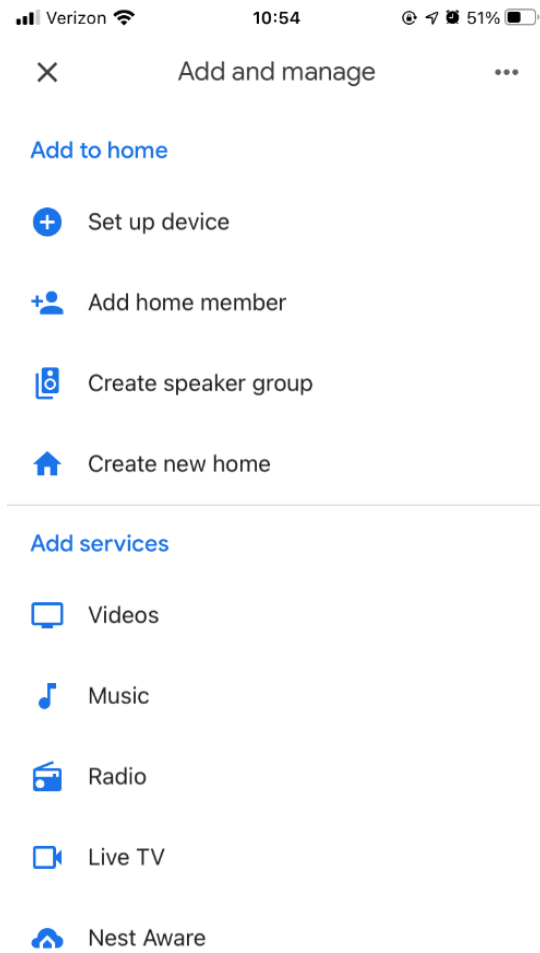 Verizon 10:54 51%
Add and manage
Add to home
Set up device
Add home member
Create speaker group
Create new home
Add services
Videos
Music
Radio
Live TV
Nest Aware